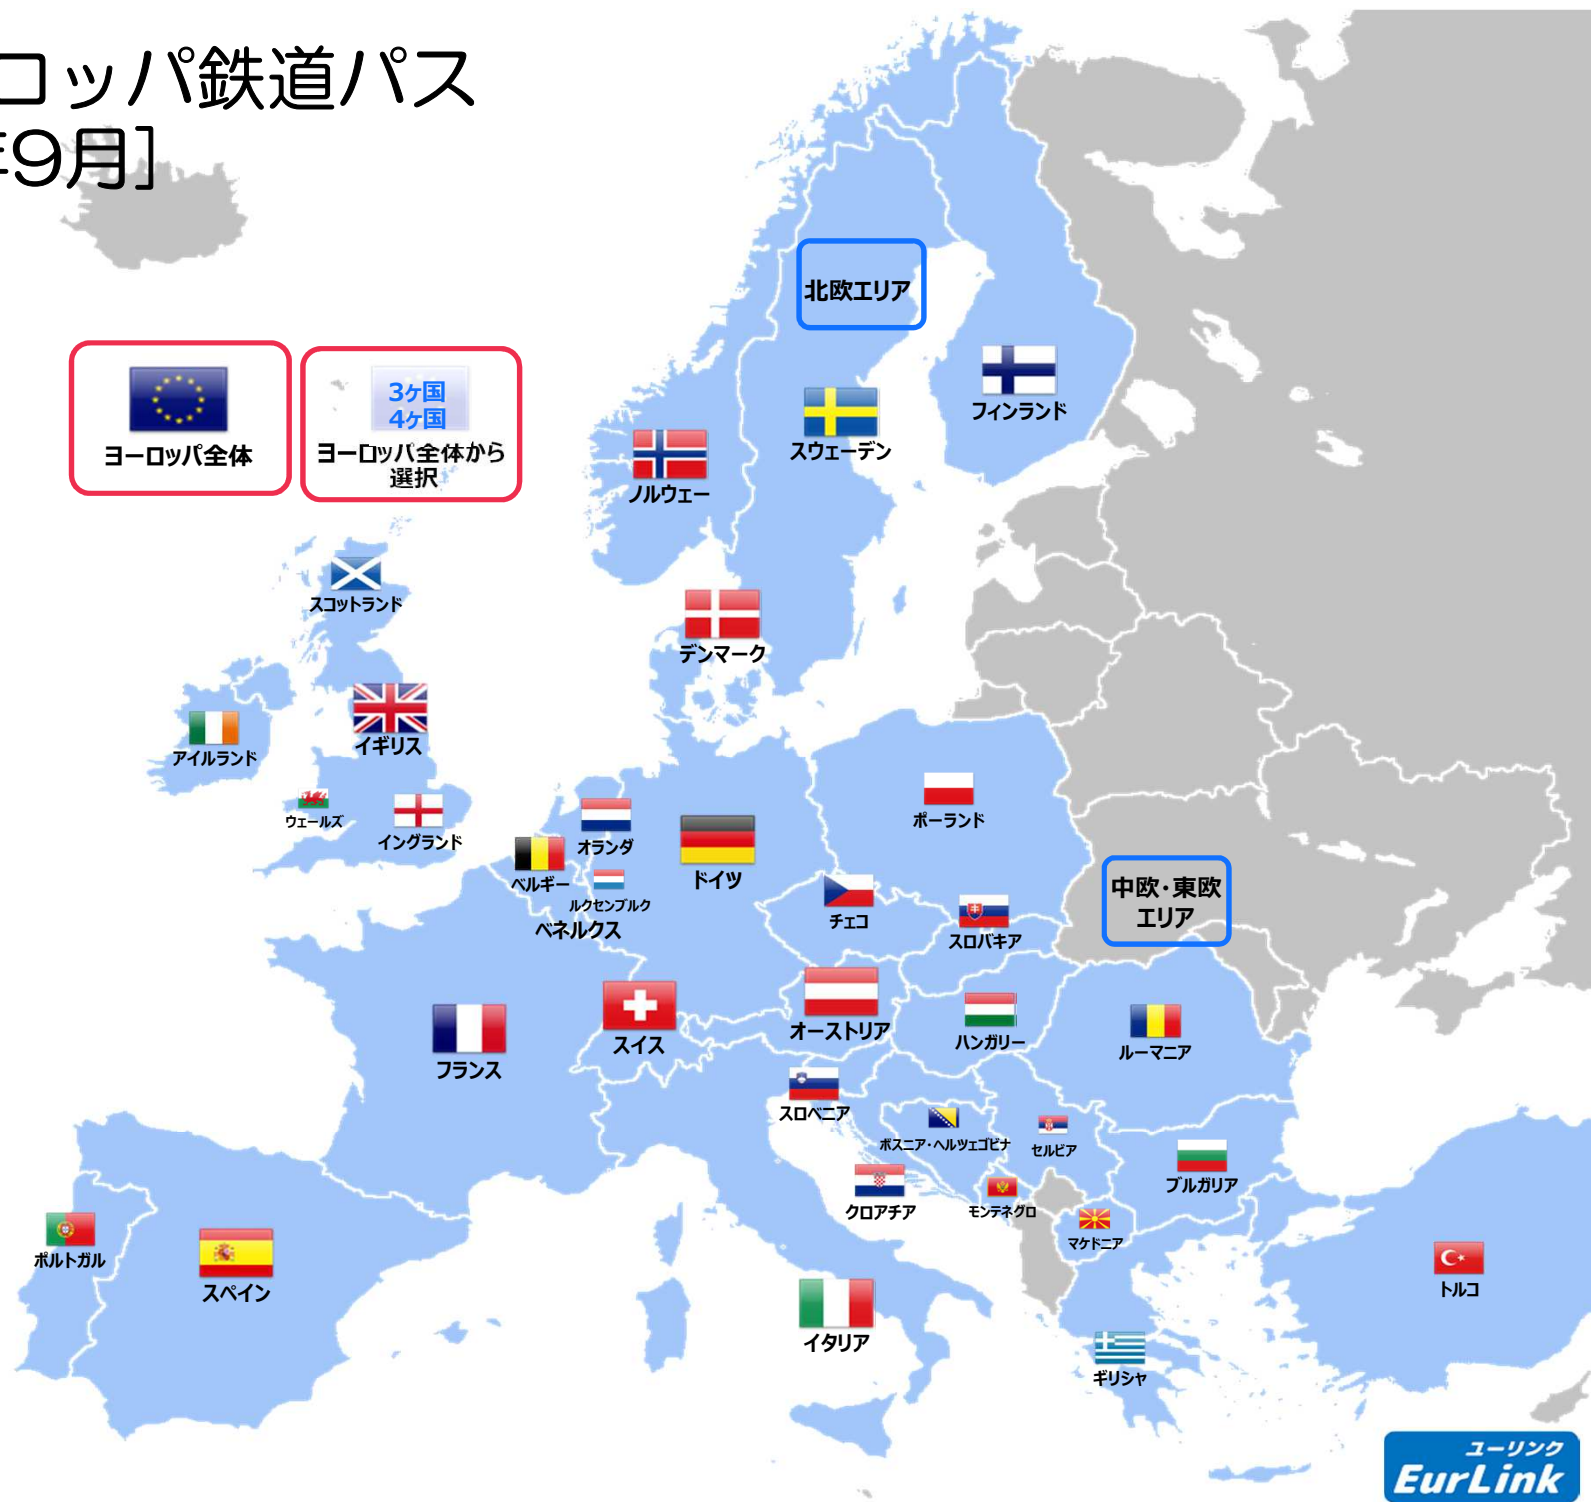 ロッパ鉄道パス
年9月]
北欧エリア
3ヶ国
4ヶ国
ヨーロッパ全体
ヨーロッパ全体から
選択
フィンランド
スウェーデン
ノルウェー
スコットランド
デンマーク
イギリス
アイルランド
ウェールズ
イングランド
ポーランド
オランダ
ベルギー
ドイツ
ルクセンブルク
ベネルクス
中欧・東欧
エリア
チェコ
スロバキア
オーストリア
ハンガリー
スイス
ルーマニア
フランス
スロベニア
ボスニア・ヘルツェゴビナ
セルビア
ブルガリア
クロアチア
モンテネグロ
マケドニア
ポルトガル
スペイン
トルコ
イタリア
ギリシャ
ユーリンク
EurLink